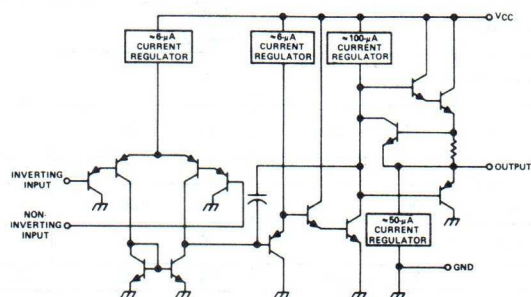 VCC
≈6-μA
CURRENT
REGULATOR
≈6-μA
CURRENT
REGULATOR
≈100-μA
CURRENT
REGULATOR
INVERTING
INPUT
OUTPUT
NON-
INVERTING
INPUT
≈50-μA
CURRENT
REGULATOR
GND